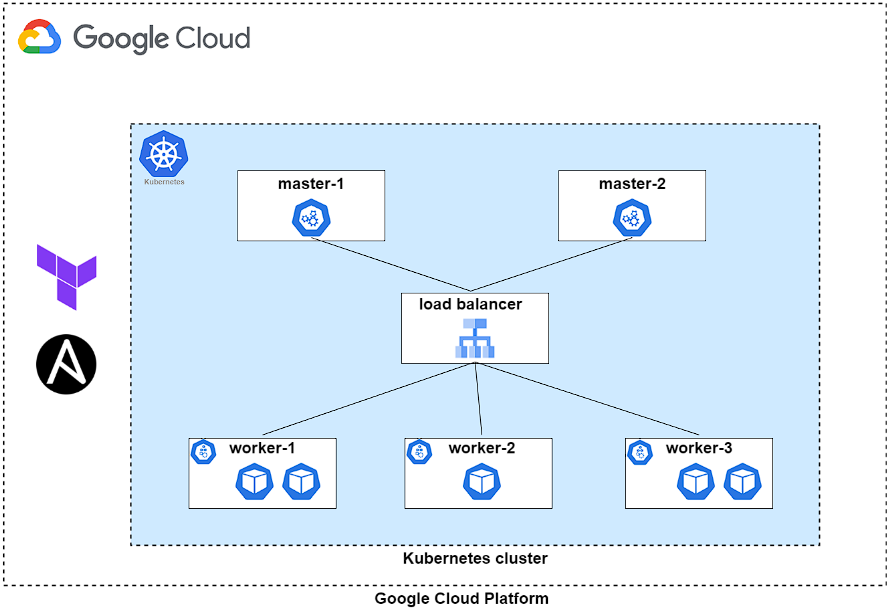 Google Cloud
Kubernetes
master-1
master-2
load balancer
worker-1
worker-2
worker-3
Kubernetes cluster
Google Cloud Platform